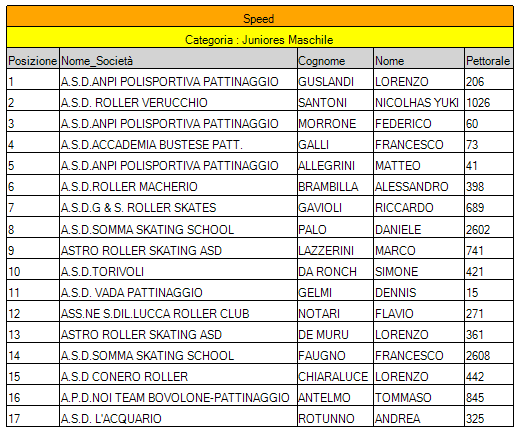 Speed
Categoria : Juniores Maschile
Posizione Nome_Società Cognome Nome Pettorale
1 A.S.D.ANPI POLISPORTIVA PATTINAGGIO GUSLANDI LORENZO 206
2 A.S.D. ROLLER VERUCCHIO SANTONI NICOLHAS YUKI 1026
3 A.S.D.ANPI POLISPORTIVA PATTINAGGIO MORRONE FEDERICO 60
4 A.S.D.ACCADEMIA BUSTESE PATT. GALLI FRANCESCO 73
5 A.S.D.ANPI POLISPORTIVA PATTINAGGIO ALLEGRINI MATTEO 41
6 A.S.D.ROLLER MACHERIO BRAMBILLA ALESSANDRO 398
7 A.S.D.G & S. ROLLER SKATES GAVIOLI RICCARDO 689
8 A.S.D.SOMMA SKATING SCHOOL PALO DANIELE 2602
9 ASTRO ROLLER SKATING ASD LAZZERINI MARCO 741
10 A.S.D.TORIVOLI DA RONCH SIMONE 421
11 A.S.D. VADA PATTINAGGIO GELMI DENNIS 15
12 ASS.NE S.DIL.LUCCA ROLLER CLUB NOTARI FLAVIO 271
13 ASTRO ROLLER SKATING ASD DE MURU LORENZO 361
14 A.S.D.SOMMA SKATING SCHOOL FAUGNO FRANCESCO 2608
15 A.S.D CONERO ROLLER CHIARALUCE LORENZO 442
16 A.P.D.NOI TEAM BOVOLONE-PATTINAGGIO ANTELMO TOMMASO 845
17 A.S.D. L'ACQUARIO ROTUNNO ANDREA 325